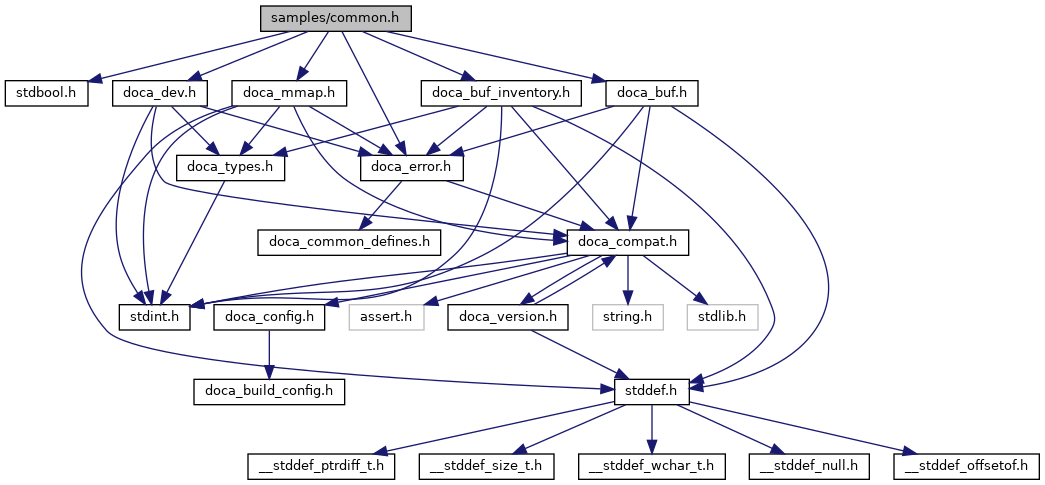 samples/common.h
stdbool.h
doca_dev.h
doca_mmap.h
doca_buf_inventory.h
doca_buf.h
doca_types.h
doca_error.h
doca_common_defines.h
doca_compat.h
stdint.h
doca_config.h
assert.h
doca_version.h
string.h
stdlib.h
doca_build_config.h
stddef.h
__stddef_ptrdiff_t.h
__stddef_size_t.h
__stddef_wchar_t.h
__stddef_null.h
__stddef_offsetof.h